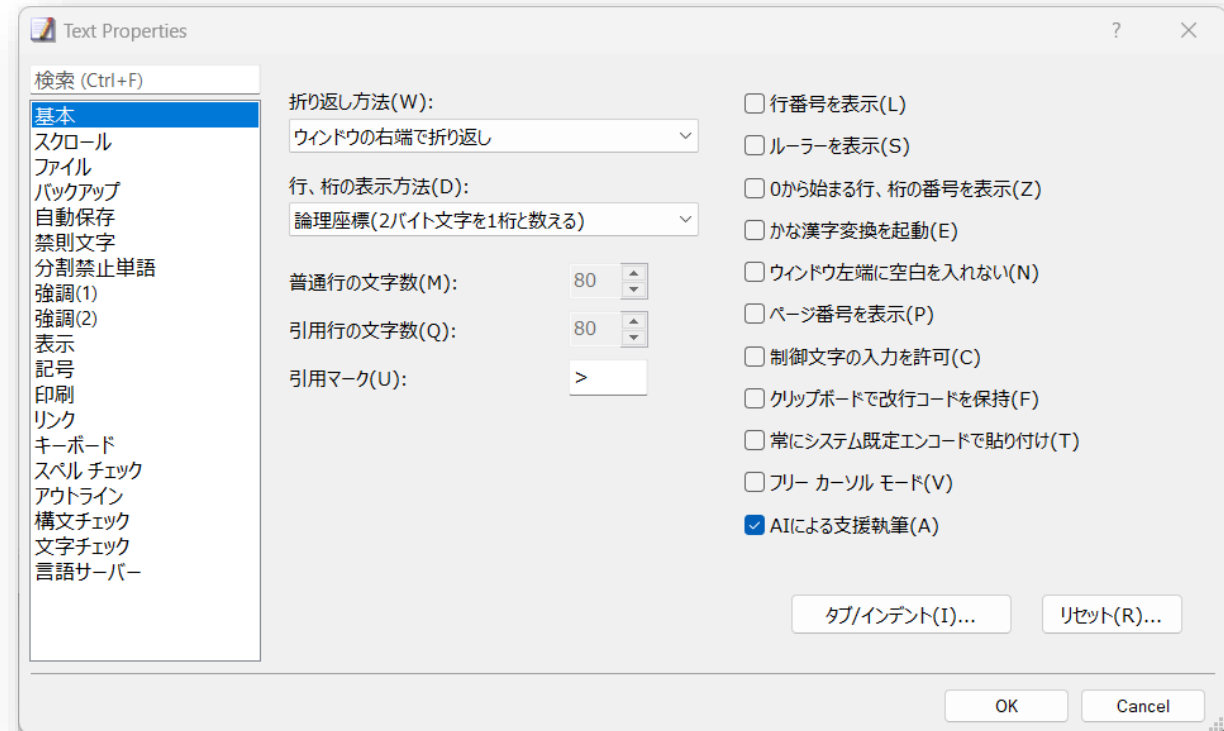 Text Properties
検索 (Ctrl+F)
基本
スクロール
ファイル
バックアップ
自動保存
禁則文字
分割禁止単語
強調(1)
強調(2)
表示
記号
印刷
リンク
キーボード
スペル チェック
アウトライン
構文チェック
文字チェック
言語サーバー
折り返し方法(W):
ウィンドウの右端で折り返し
行、桁の表示方法(D):
論理座標(2バイト文字を1桁と数える)
普通行の文字数(M):
80
引用行の文字数(Q):
80
引用マーク(U):
>
行番号を表示(L)
ルーラーを表示(S)
0から始まる行、桁の番号を表示(Z)
かな漢字変換を起動(E)
ウィンドウ左端に空白を入れない(N)
ページ番号を表示(P)
制御文字の入力を許可(C)
クリップボードで改行コードを保持(F)
常にシステム既定エンコードで貼り付け(T)
フリー カーソル モード(V)
AIによる支援執筆(A)
タブ/インデント(I)...
リセット(R)...
OK
Cancel